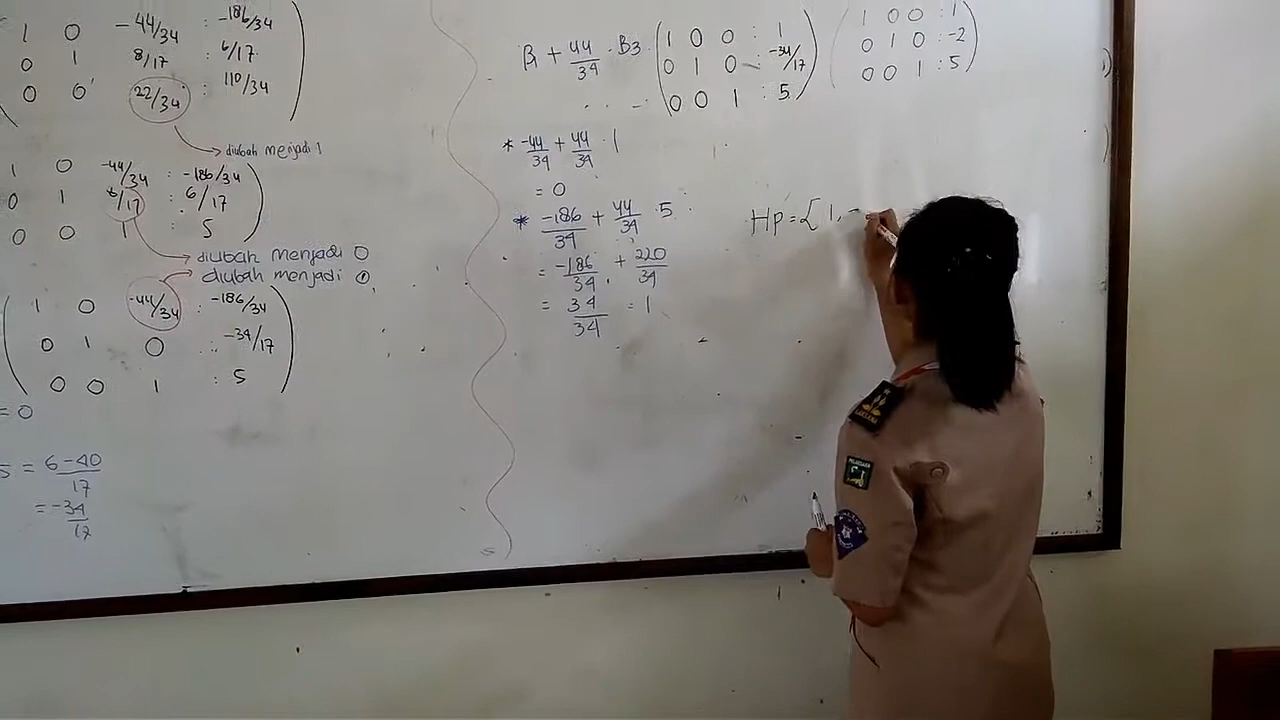 1 0 -44/34 : -186/34
0 1 8/17 : 6/17
0 0 22/34 : 110/34
diubah menjadi 1
1 0 -44/34 : -186/34
0 1 8/17 : 6/17
0 0 1 : 5
diubah menjadi 0
diubah menjadi 0
1 0 -44/34 : -186/34
0 1 0 : -34/17
0 0 1 : 5
= 0
5 = 6-40/17
= -34/17
B1 + 44/34 . B3
1 0 0 : 1
0 1 0 : -34/17
0 0 1 : 5
1 0 0 : 1
0 1 0 : -2
0 0 1 : 5
* -44/34 + 44/34 . 1
= 0
* -186/34 + 44/34 . 5
= -186/34 + 220/34
= 34/34 = 1
Hp = { 1, -